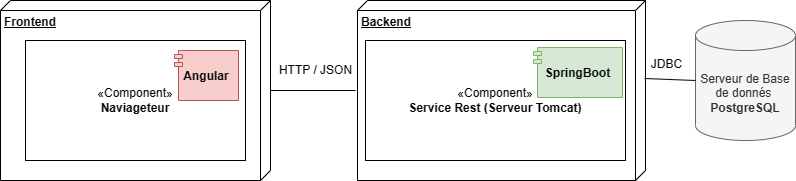 Frontend
Angular
«Component»
Naviageteur
HTTP / JSON
Backend
SpringBoot
«Component»
Service Rest (Serveur Tomcat)
JDBC
Serveur de Base
de donnés
PostgreSQL